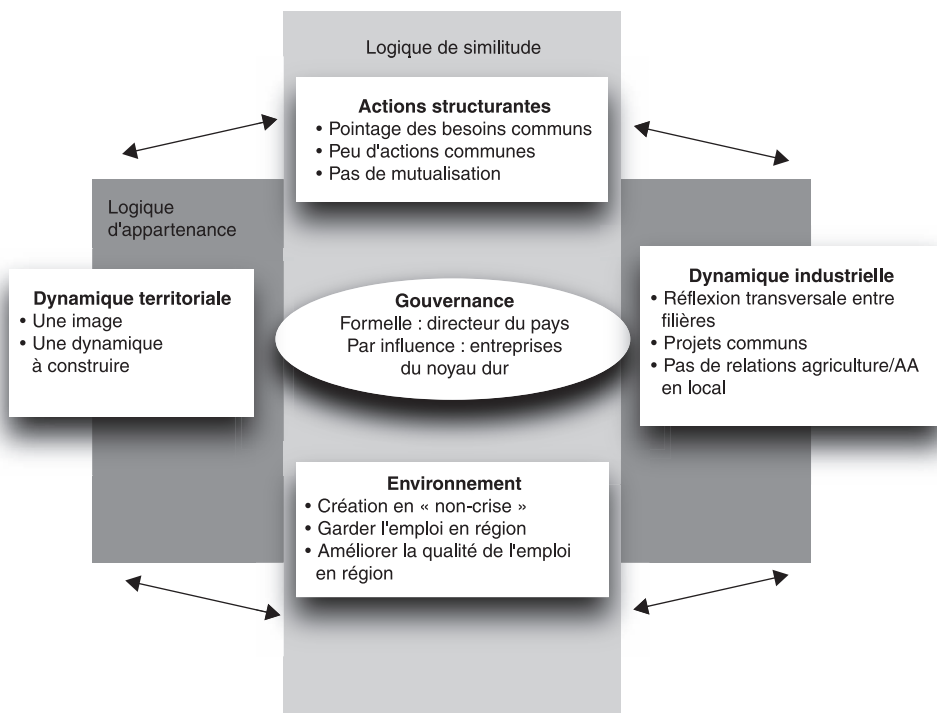 Logique de similitude
Actions structurantes
• Pointage des besoins communs
• Peu d'actions communes
• Pas de mutualisation
Logique
d'appartenance
Dynamique territoriale
• Une image
• Une dynamique
à construire
Gouvernance
Formelle : directeur du pays
Par influence : entreprises
du noyau dur
Dynamique industrielle
• Réflexion transversale entre
filières
• Projets communs
• Pas de relations agriculture/AA
en local
Environnement
• Création en « non-crise »
• Garder l'emploi en région
• Améliorer la qualité de l'emploi
en région